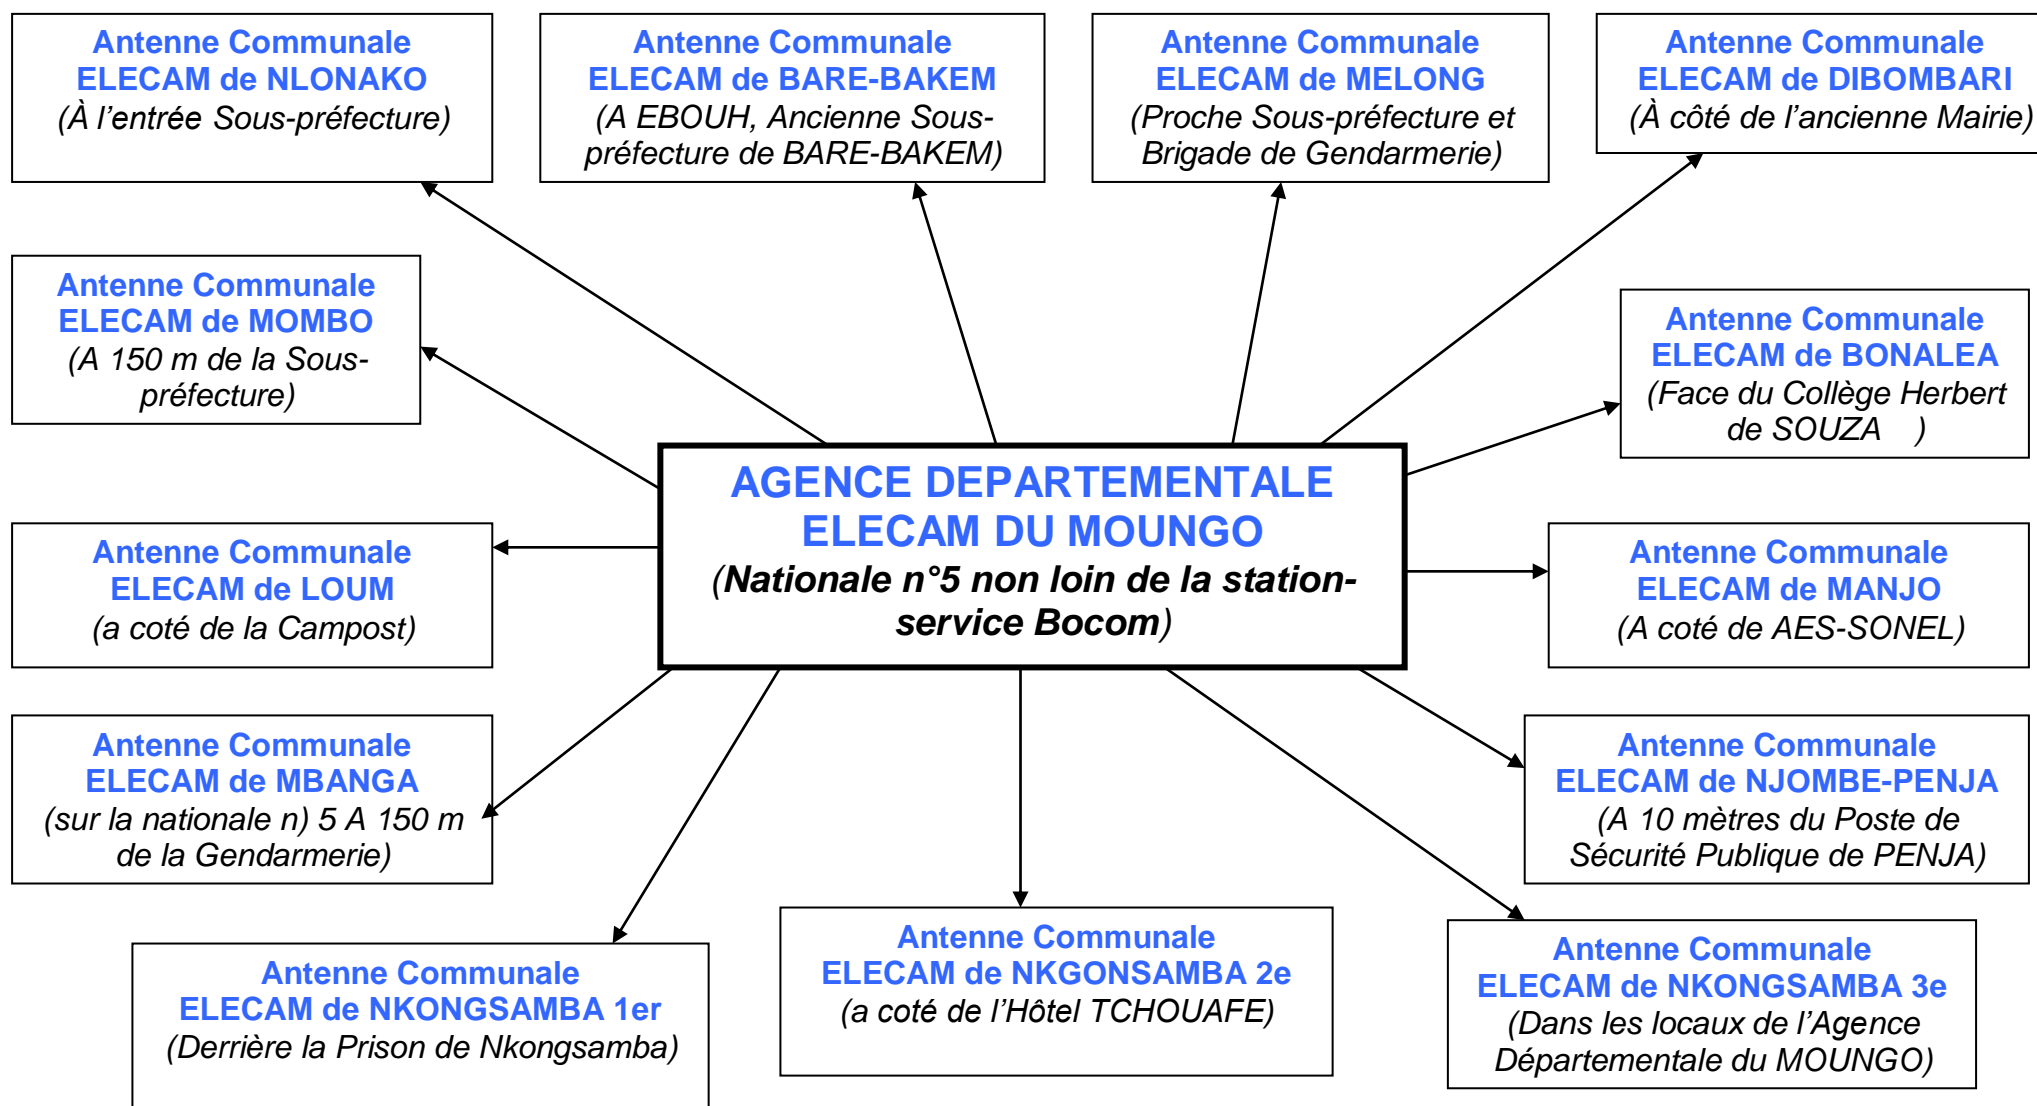 Antenne Communale
ELECAM de NLONAKO
(À l'entrée Sous-préfecture)
Antenne Communale
ELECAM de BARE-BAKEM
(A EBOUH, Ancienne Sous-
préfecture de BARE-BAKEM)
Antenne Communale
ELECAM de MELONG
(Proche Sous-préfecture et
Brigade de Gendarmerie)
Antenne Communale
ELECAM de DIBOMBARI
(À côté de l'ancienne Mairie)
Antenne Communale
ELECAM de MOMBO
(A 150 m de la Sous-
préfecture)
Antenne Communale
ELECAM de BONALEA
(Face du Collège Herbert
de SOUZA )
AGENCE DEPARTEMENTALE
ELECAM DU MOUNGO
(Nationale n°5 non loin de la station-
service Bocom)
Antenne Communale
ELECAM de LOUM
(a coté de la Campost)
Antenne Communale
ELECAM de MANJO
(A coté de AES-SONEL)
Antenne Communale
ELECAM de MBANGA
(sur la nationale n) 5 A 150 m
de la Gendarmerie)
Antenne Communale
ELECAM de NJOMBE-PENJA
(A 10 mètres du Poste de
Sécurité Publique de PENJA)
Antenne Communale
ELECAM de NKONGSAMBA 1er
(Derrière la Prison de Nkongsamba)
Antenne Communale
ELECAM de NKGONSAMBA 2e
(a coté de l'Hôtel TCHOUAFE)
Antenne Communale
ELECAM de NKONGSAMBA 3e
(Dans les locaux de l'Agence
Départementale du MOUNGO)